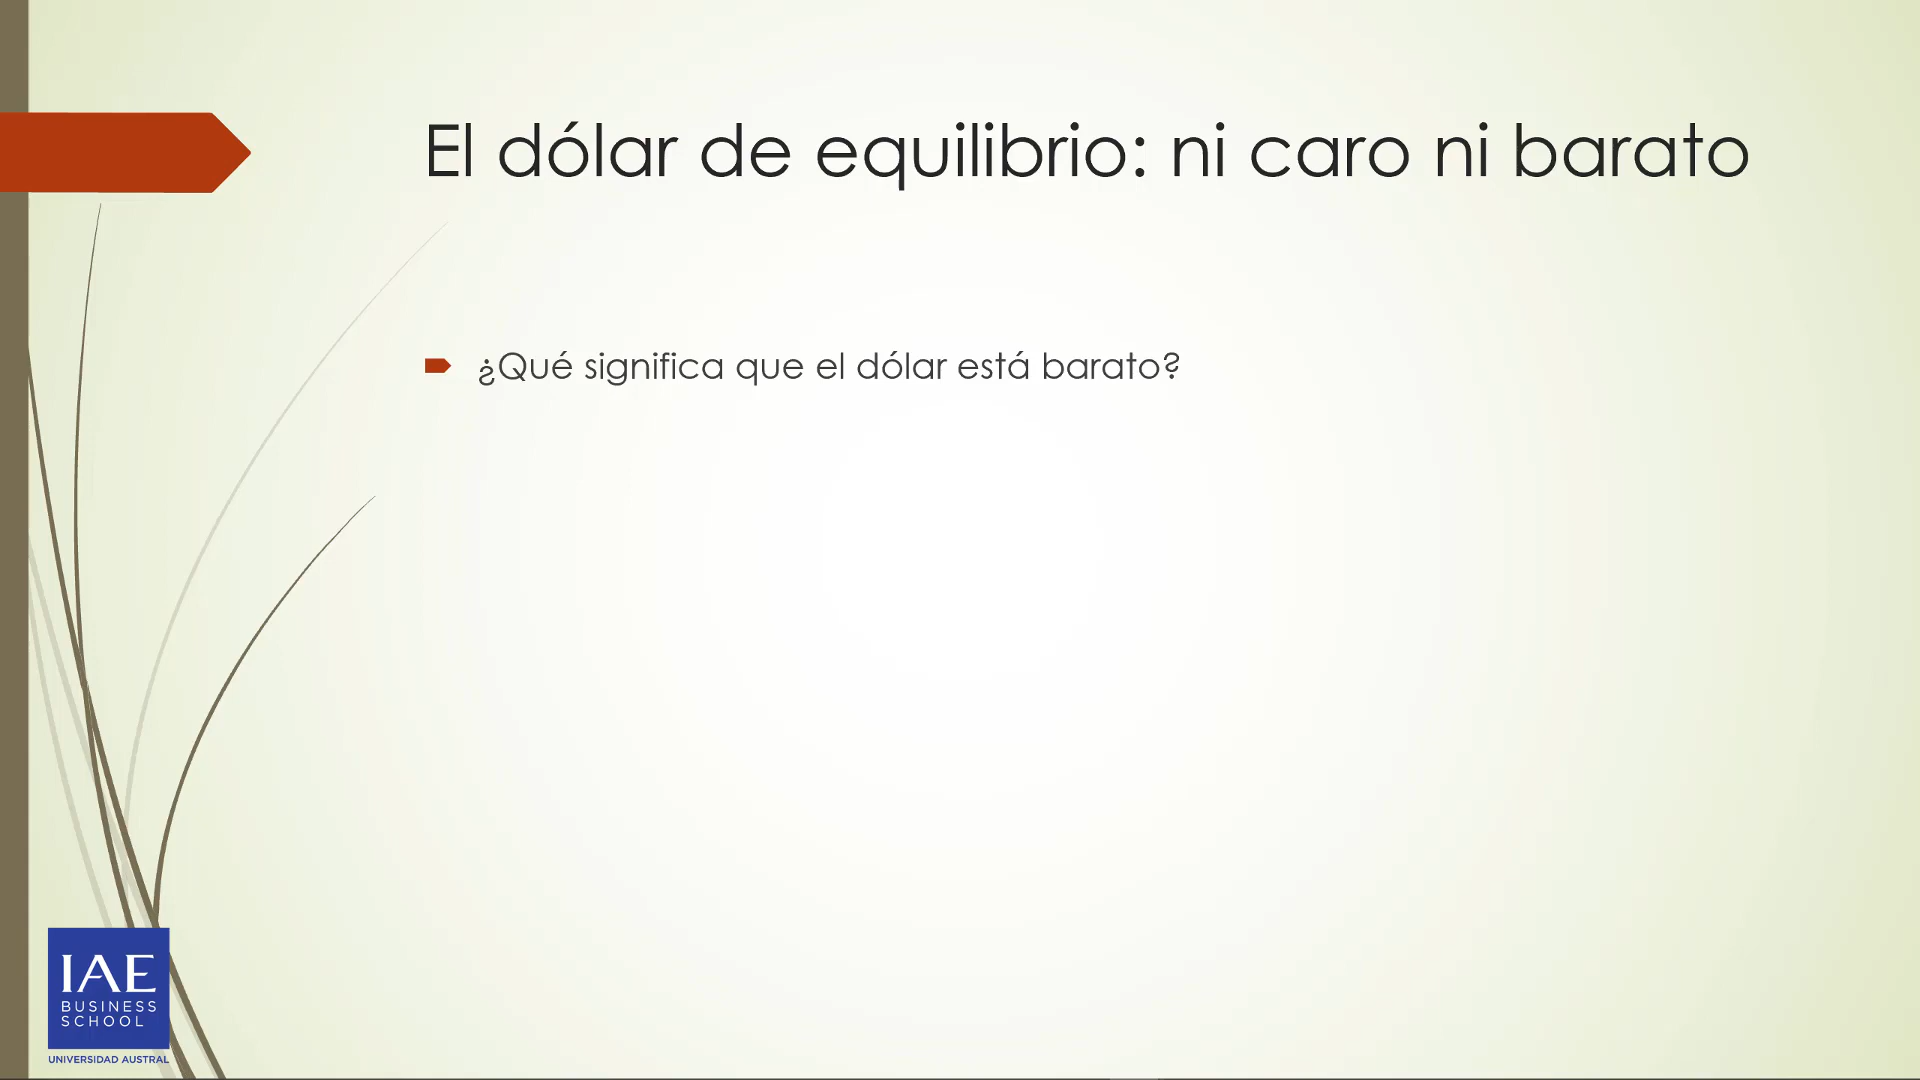 El dólar de equilibrio: ni caro ni barato
¿Qué significa que el dólar está barato?
IAE
BUSINESS
SCHOOL
UNIVERSIDAD AUSTRAL